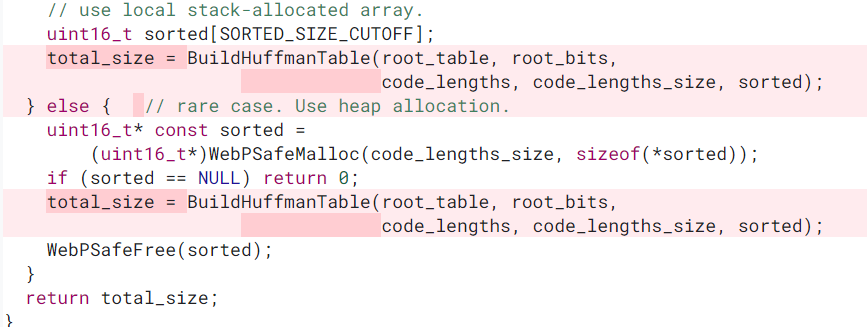 // use local stack-allocated array.
uint16_t sorted[SORTED_SIZE_CUTOFF];
total_size = BuildHuffmanTable(root_table, root_bits,
code_lengths, code_lengths_size, sorted);
} else { // rare case. Use heap allocation.
uint16_t* const sorted =
(uint16_t*)WebPSafeMalloc(code_lengths_size, sizeof(*sorted));
if (sorted == NULL) return 0;
total_size = BuildHuffmanTable(root_table, root_bits,
code_lengths, code_lengths_size, sorted);
WebPSafeFree(sorted);
}
return total_size;
}